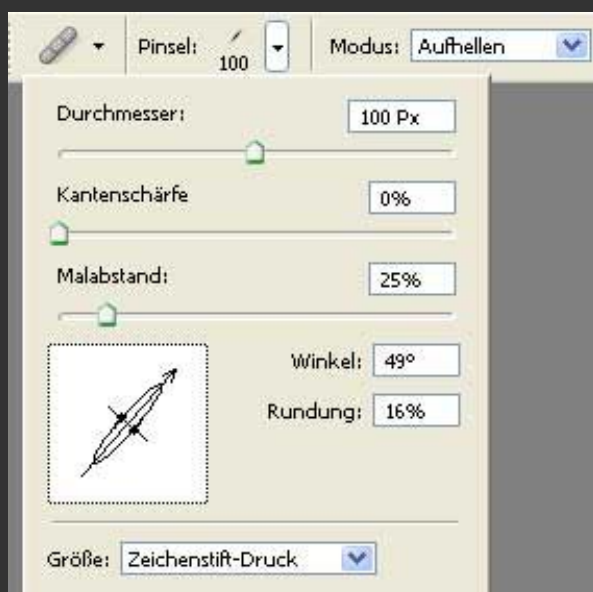 Pinsel: 100 Modus: Aufhellen
Durchmesser: 100 Px
Kantenschärfe 0%
Malabstand: 25%
Winkel: 49°
Rundung: 16%
Größe: Zeichenstift-Druck